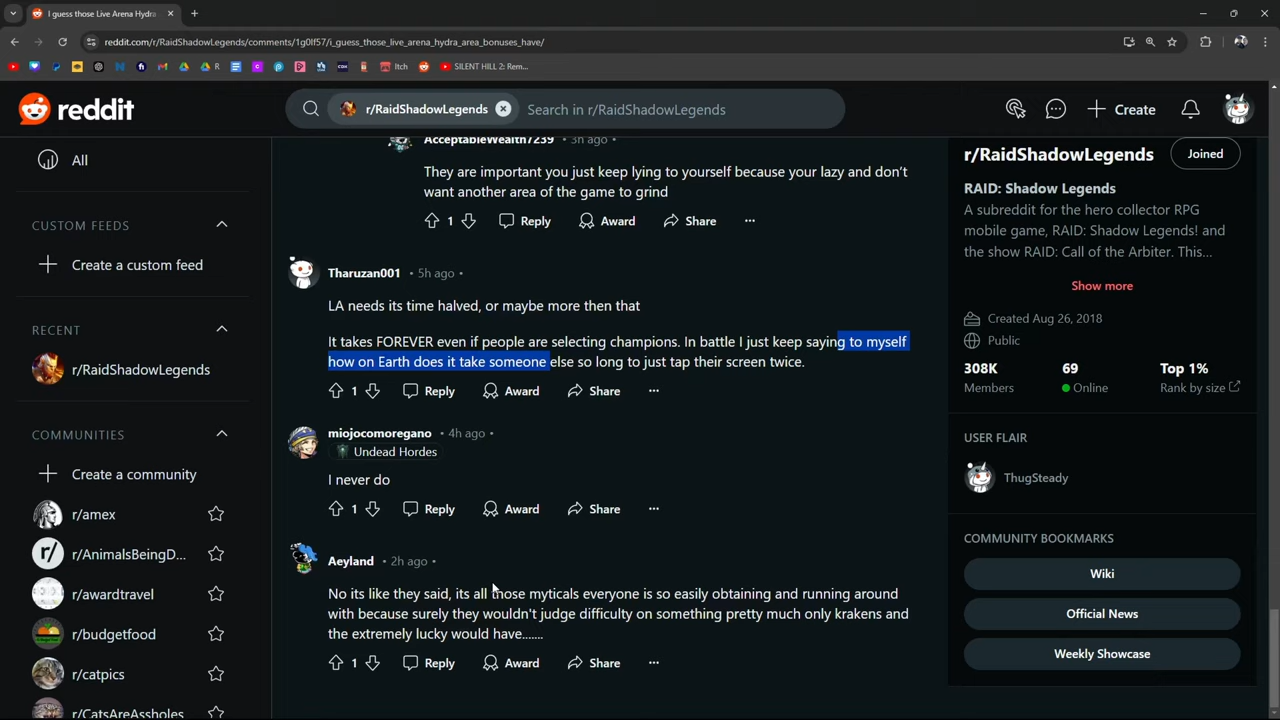 I guess those Live Arena Hydra
reddit.com/r/RaidShadowLegends/comments/1g0lf57/i_guess_those_live_arena_hydra_area_bonuses_have/
R
Itch
SILENT HILL 2: Rem...
reddit
r/RaidShadowLegends
Search in r/RaidShadowLegends
Create
All
CUSTOM FEEDS
Create a custom feed
RECENT
r/RaidShadowLegends
COMMUNITIES
Create a community
r/amex
r/AnimalsBeingD...
r/awardtravel
r/budgetfood
r/catpics
r/CatsAreAssholes
AcceptableWealth7239 • 3h ago •
They are important you just keep lying to yourself because your lazy and don't
want another area of the game to grind
1 Reply Award Share ...
Tharuzan001 • 5h ago •
LA needs its time halved, or maybe more then that
It takes FOREVER even if people are selecting champions. In battle I just keep saying to myself
how on Earth does it take someone else so long to just tap their screen twice.
1 Reply Award Share ...
miojocomoregano • 4h ago •
Undead Hordes
I never do
1 Reply Award Share ...
Aeyland • 2h ago •
No its like they said, its all those myticals everyone is so easily obtaining and running around
with because surely they wouldn't judge difficulty on something pretty much only krakens and
the extremely lucky would have.......
1 Reply Award Share ...
r/RaidShadowLegends
Joined
RAID: Shadow Legends
A subreddit for the hero collector RPG
mobile game, RAID: Shadow Legends! and
the show RAID: Call of the Arbiter. This...
Show more
Created Aug 26, 2018
Public
308K 69 Top 1%
Members Online Rank by size
USER FLAIR
ThugSteady
COMMUNITY BOOKMARKS
Wiki
Official News
Weekly Showcase